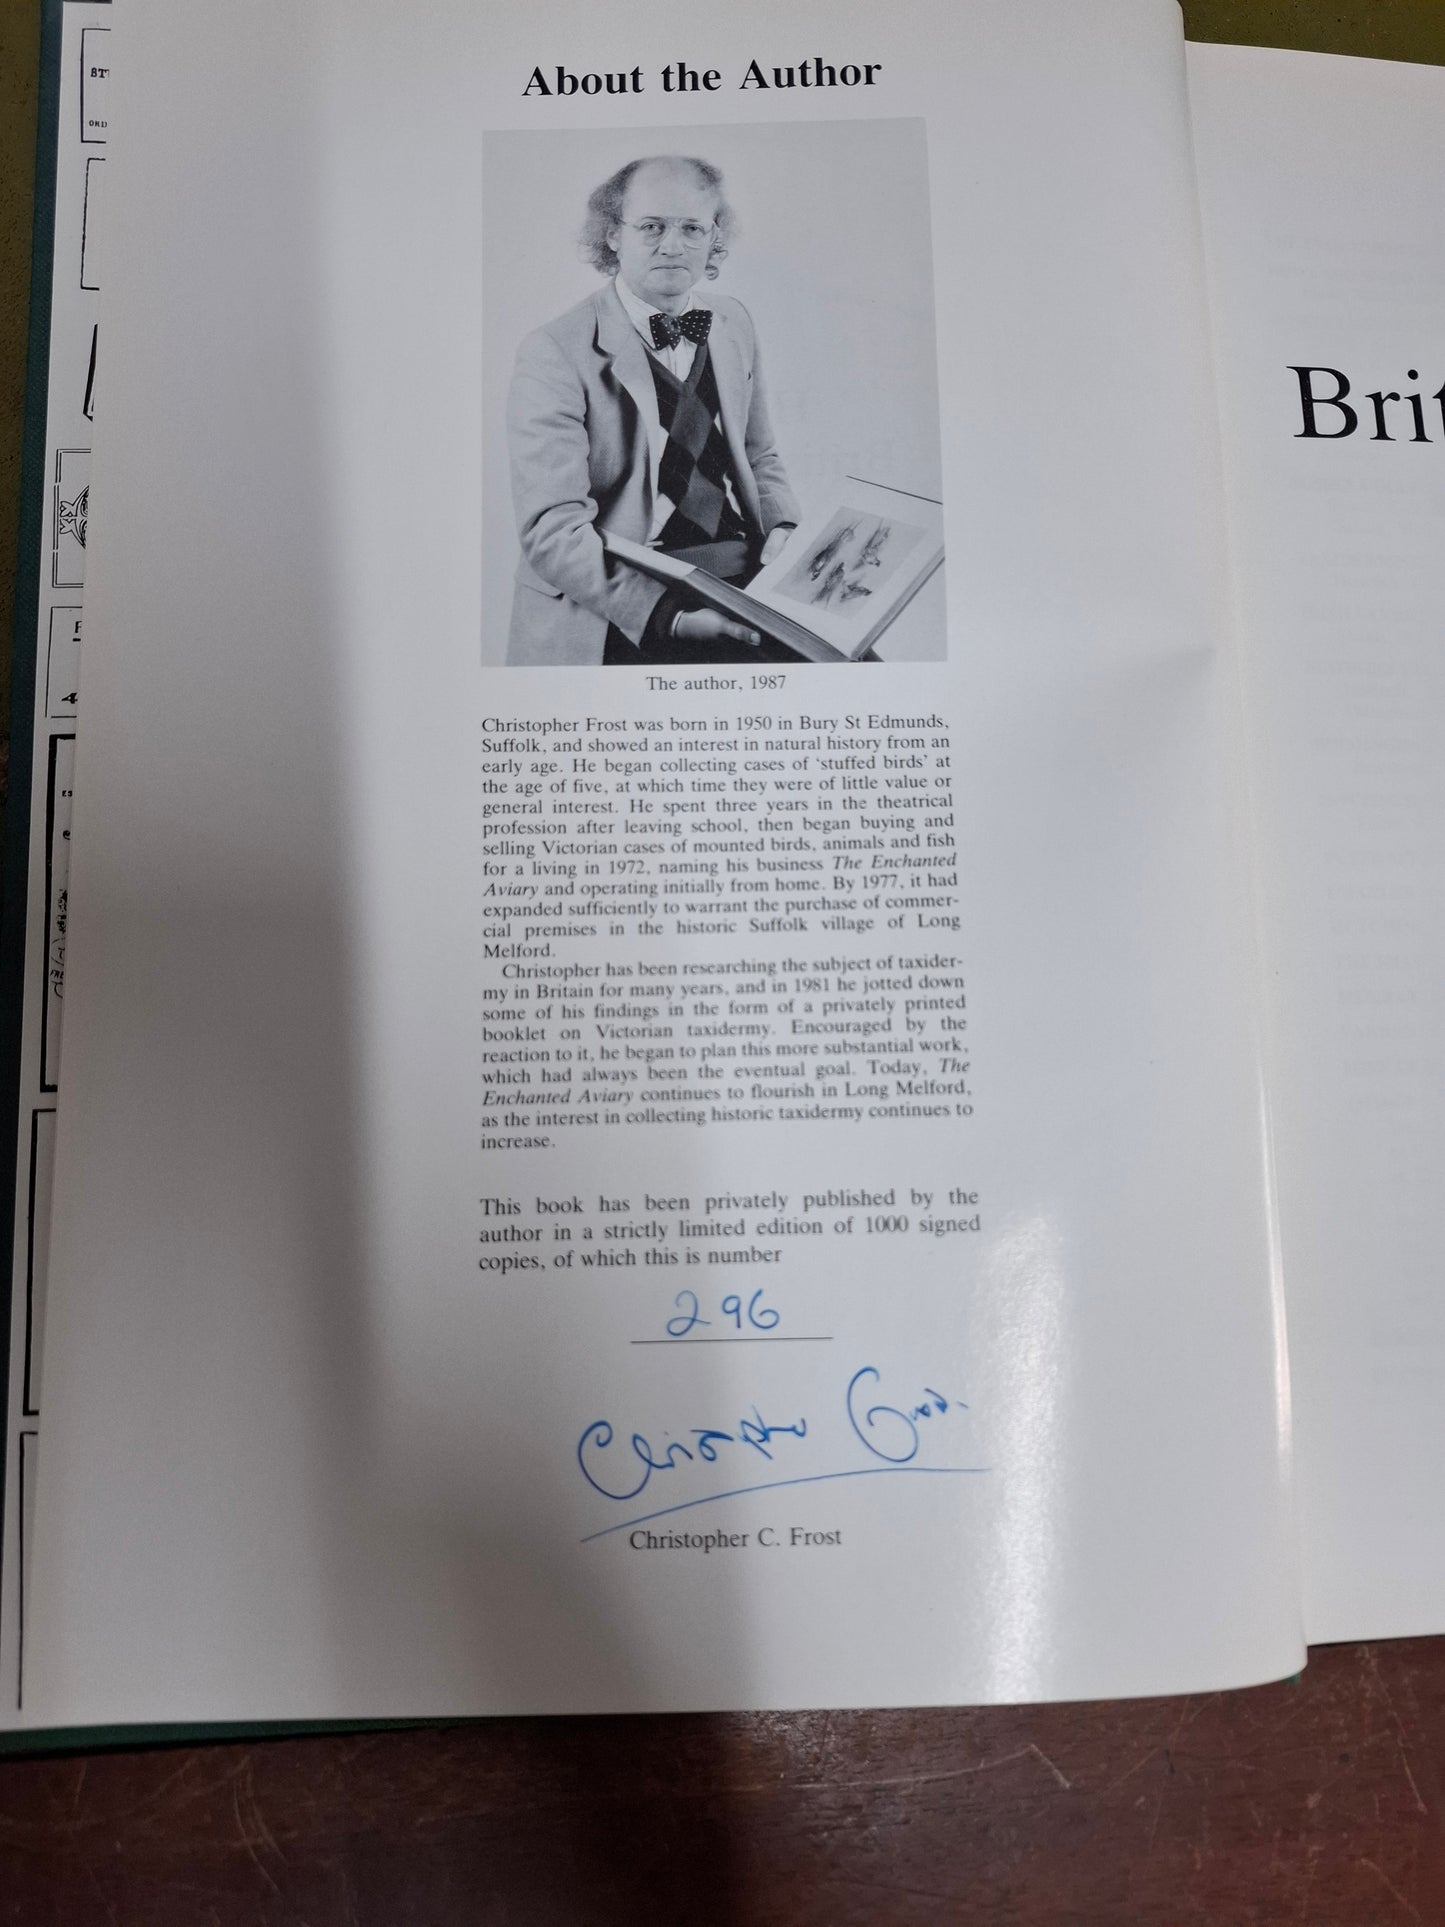 About the Author
The author, 1987
Christopher Frost was born in 1950 in Bury St Edmunds,
Suffolk, and showed an interest in natural history from an
early age. He began collecting cases of ‘stuffed birds’ at
the age of five, at which time they were of little value or
general interest. He spent three years in the theatrical
profession after leaving school, then began buying and
selling Victorian cases of mounted birds, animals and fish
for a living in 1972, naming his business The Enchanted
Aviary and operating initially from home. By 1977, it had
expanded sufficiently to warrant the purchase of commer-
cial premises in the historic Suffolk village of Long
Melford.
Christopher has been researching the subject of taxider-
my in Britain for many years, and in 1981 he jotted down
some of his findings in the form of a privately printed
booklet on Victorian taxidermy. Encouraged by the
reaction to it, he began to plan this more substantial work,
which had always been the eventual goal. Today, The
Enchanted Aviary continues to flourish in Long Melford,
as the interest in collecting historic taxidermy continues to
increase.
This book has been privately published by the
author in a strictly limited edition of 1000 signed
copies, of which this is number
296
Christopher Frost.
Christopher C. Frost
Brit